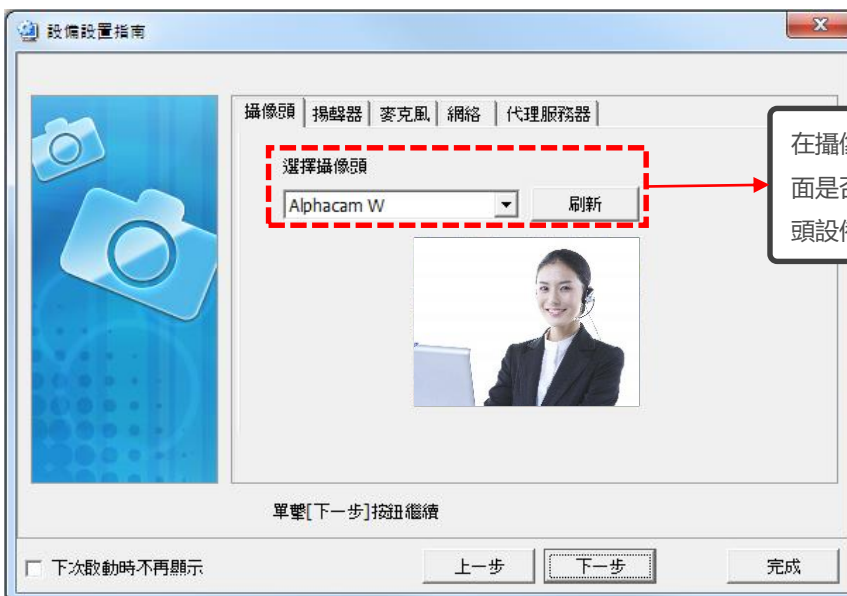 設備設置指南
攝像頭 揚聲器 麥克風 網絡 代理服務器
選擇攝像頭
Alphacam W 刷新
在攝
面是
頭設
單擊[下一步]按鈕繼續
下次啟動時不再顯示 上一步 下一步 完成